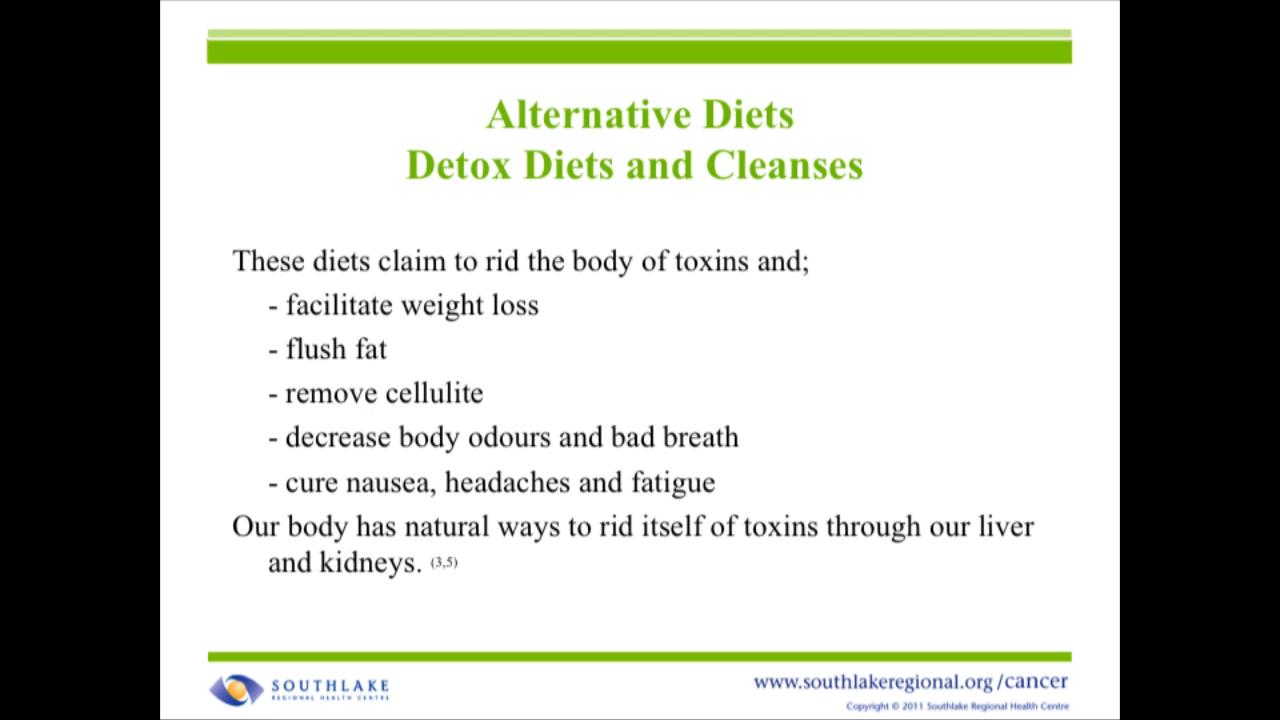 Alternative Diets
Detox Diets and Cleanses
These diets claim to rid the body of toxins and;
- facilitate weight loss
- flush fat
- remove cellulite
- decrease body odours and bad breath
- cure nausea, headaches and fatigue
Our body has natural ways to rid itself of toxins through our liver
and kidneys. (3,5)
SOUTHLAKE
REGIONAL HEALTH CENTRE
www.southlakeregional.org/cancer
Copyright © 2011 Southlake Regional Health Centre